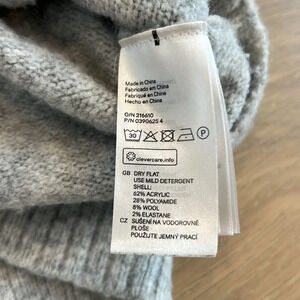 Made in China
Fabricado en China
Fabriqué en Chine
Hecho en China
G/N 216610
P/N 0390625 4
30
P
clevercare.info
GB DRY FLAT
USE MILD DETERGENT
SHELL:
62% ACRYLIC
28% POLYAMIDE
8% WOOL
2% ELASTANE
CZ SUŠENÍ NA VODOROVNÉ
PLOŠE
POUŽIJTE JEMNÝ PRACÍ